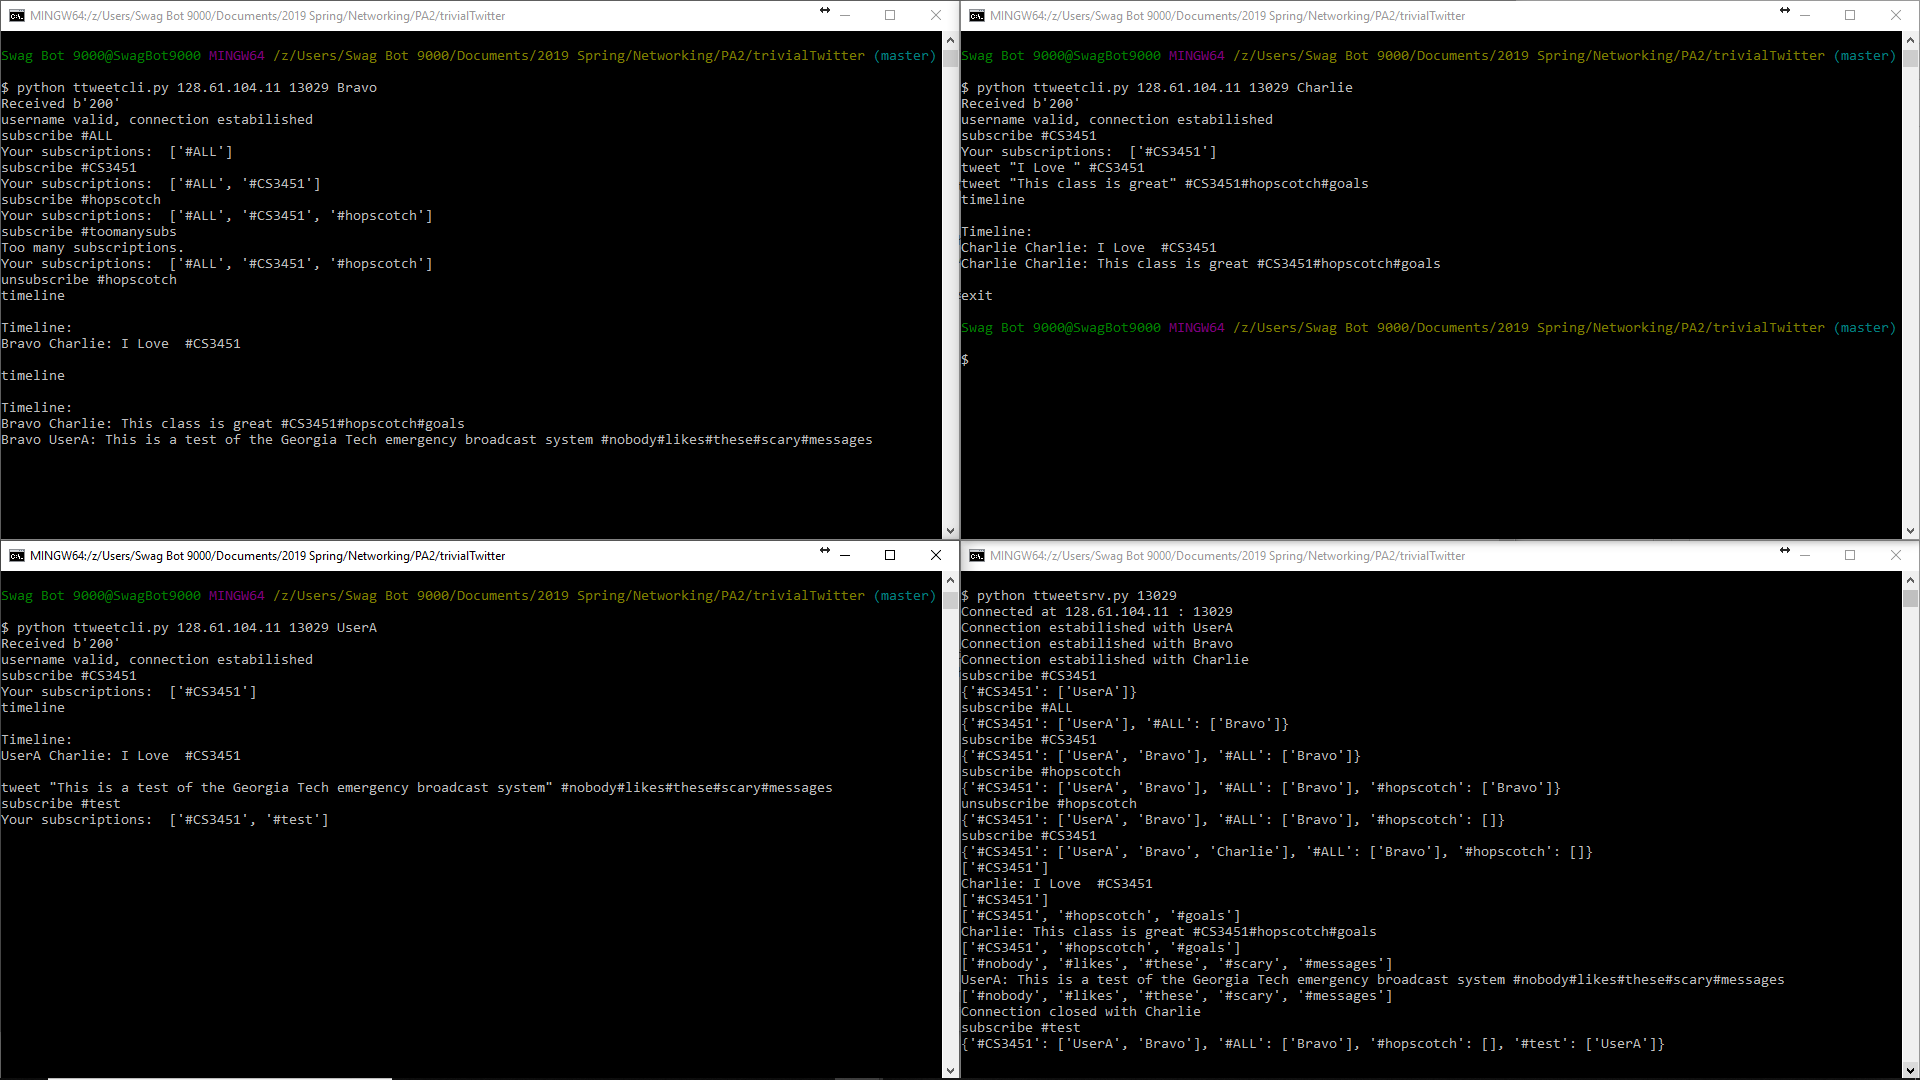 MINGW64:/z/Users/Swag Bot 9000/Documents/2019 Spring/Networking/PA2/trivialTwitter
Swag Bot 9000@SwagBot9000 MINGW64 /z/Users/Swag Bot 9000/Documents/2019 Spring/Networking/PA2/trivialTwitter (master)
$ python ttweetcli.py 128.61.104.11 13029 Bravo
Received b'200'
username valid, connection estabilished
subscribe #ALL
Your subscriptions:  ['#ALL']
subscribe #CS3451
Your subscriptions:  ['#ALL', '#CS3451']
subscribe #hopscotch
Your subscriptions:  ['#ALL', '#CS3451', '#hopscotch']
subscribe #toomanysubs
Too many subscriptions.
Your subscriptions:  ['#ALL', '#CS3451', '#hopscotch']
unsubscribe #hopscotch
timeline
Timeline:
Bravo Charlie: I Love  #CS3451
timeline
Timeline:
Bravo Charlie: This class is great #CS3451#hopscotch#goals
Bravo UserA: This is a test of the Georgia Tech emergency broadcast system #nobody#likes#these#scary#messages
MINGW64:/z/Users/Swag Bot 9000/Documents/2019 Spring/Networking/PA2/trivialTwitter
Swag Bot 9000@SwagBot9000 MINGW64 /z/Users/Swag Bot 9000/Documents/2019 Spring/Networking/PA2/trivialTwitter (master)
$ python ttweetcli.py 128.61.104.11 13029 Charlie
Received b'200'
username valid, connection estabilished
subscribe #CS3451
Your subscriptions:  ['#CS3451']
tweet "I Love " #CS3451
tweet "This class is great" #CS3451#hopscotch#goals
timeline
Timeline:
Charlie Charlie: I Love  #CS3451
Charlie Charlie: This class is great #CS3451#hopscotch#goals
exit
Swag Bot 9000@SwagBot9000 MINGW64 /z/Users/Swag Bot 9000/Documents/2019 Spring/Networking/PA2/trivialTwitter (master)
$
MINGW64:/z/Users/Swag Bot 9000/Documents/2019 Spring/Networking/PA2/trivialTwitter
Swag Bot 9000@SwagBot9000 MINGW64 /z/Users/Swag Bot 9000/Documents/2019 Spring/Networking/PA2/trivialTwitter (master)
$ python ttweetcli.py 128.61.104.11 13029 UserA
Received b'200'
username valid, connection estabilished
subscribe #CS3451
Your subscriptions:  ['#CS3451']
timeline
Timeline:
UserA Charlie: I Love  #CS3451
tweet "This is a test of the Georgia Tech emergency broadcast system" #nobody#likes#these#scary#messages
subscribe #test
Your subscriptions:  ['#CS3451', '#test']
MINGW64:/z/Users/Swag Bot 9000/Documents/2019 Spring/Networking/PA2/trivialTwitter
$ python ttweetsrv.py 13029
Connected at 128.61.104.11 : 13029
Connection estabilished with UserA
Connection estabilished with Bravo
Connection estabilished with Charlie
subscribe #CS3451
{'#CS3451': ['UserA']}
subscribe #ALL
{'#CS3451': ['UserA'], '#ALL': ['Bravo']}
subscribe #CS3451
{'#CS3451': ['UserA', 'Bravo'], '#ALL': ['Bravo']}
subscribe #hopscotch
{'#CS3451': ['UserA', 'Bravo'], '#ALL': ['Bravo'], '#hopscotch': ['Bravo']}
unsubscribe #hopscotch
{'#CS3451': ['UserA', 'Bravo'], '#ALL': ['Bravo'], '#hopscotch': []}
subscribe #CS3451
{'#CS3451': ['UserA', 'Bravo', 'Charlie'], '#ALL': ['Bravo'], '#hopscotch': []}
['#CS3451']
Charlie: I Love  #CS3451
['#CS3451']
['#CS3451', '#hopscotch', '#goals']
Charlie: This class is great #CS3451#hopscotch#goals
['#CS3451', '#hopscotch', '#goals']
['#nobody', '#likes', '#these', '#scary', '#messages']
UserA: This is a test of the Georgia Tech emergency broadcast system #nobody#likes#these#scary#messages
['#nobody', '#likes', '#these', '#scary', '#messages']
Connection closed with Charlie
subscribe #test
{'#CS3451': ['UserA', 'Bravo'], '#ALL': ['Bravo'], '#hopscotch': [], '#test': ['UserA']}